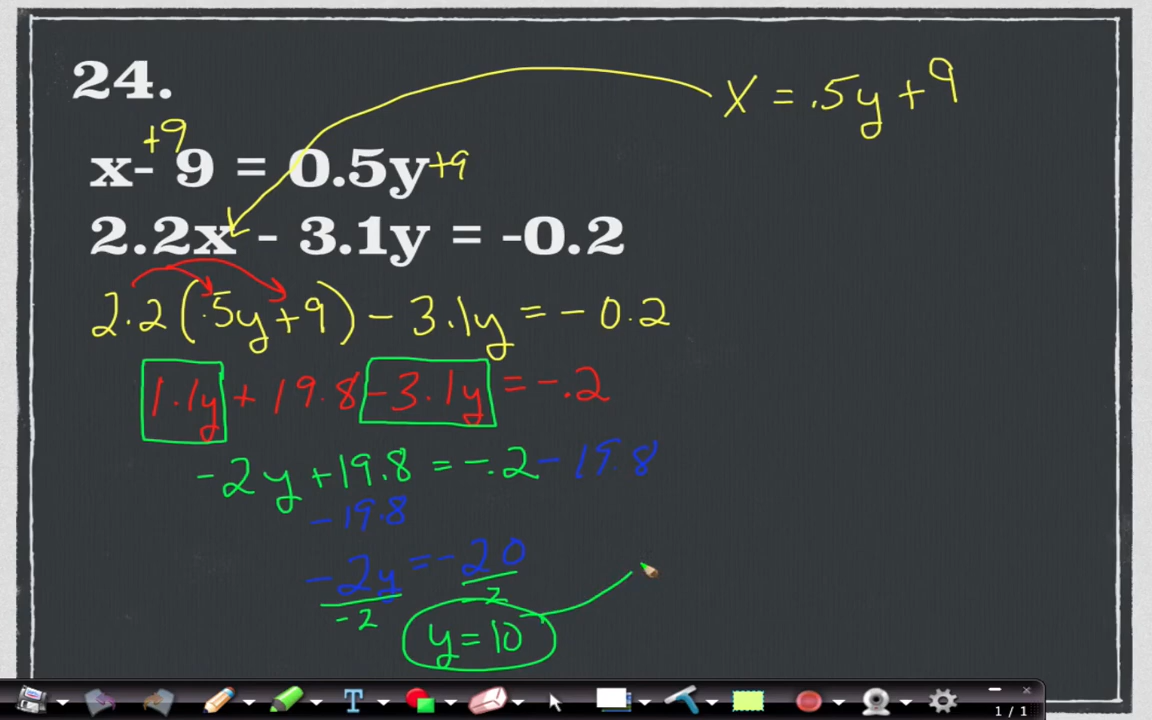 24.
x = .5y + 9
+9
x- 9 = 0.5y +9
2.2x - 3.1y = -0.2
2.2(.5y+9) - 3.1y = -0.2
1.1y + 19.8 - 3.1y = -.2
-2y + 19.8 = -.2 - 19.8
- 19.8
-2y = -20
-2 -2
y = 10
T
1 / 1